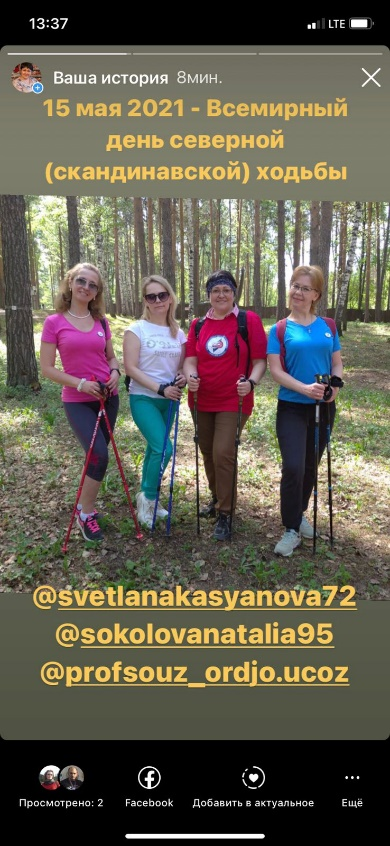 13:37
LTE
Ваша история 8мин.
15 мая 2021 - Всемирный
день северной
(скандинавской) ходьбы
@svetlanakasyanova72
@sokolovanatalia95
@profsouz_ordjo.ucoz
Просмотрено: 2
Facebook
Добавить в актуальное
Ещё